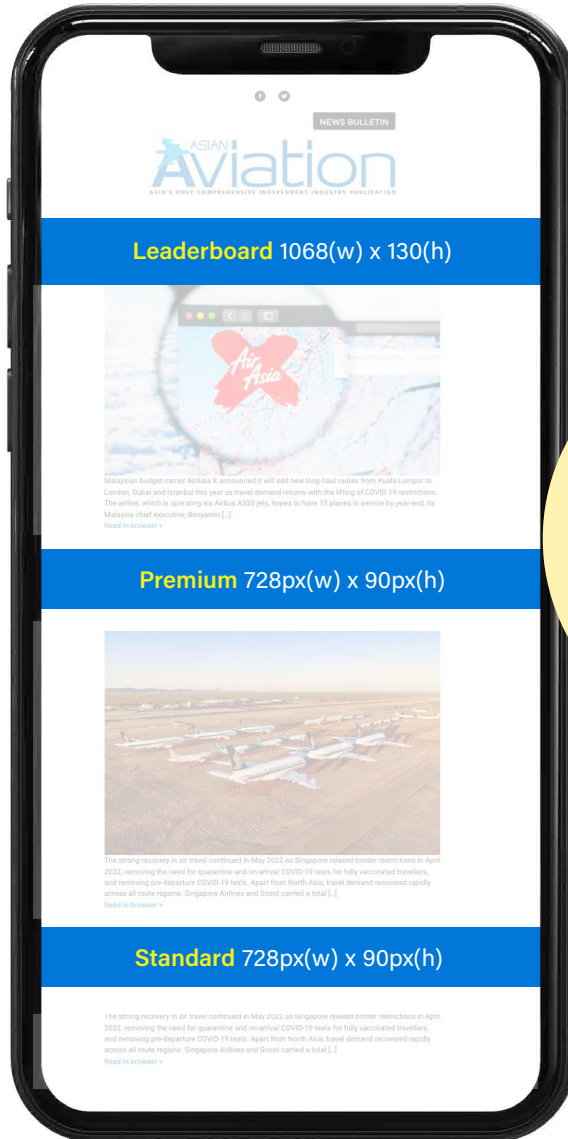 NEWS BULLETIN
ASIAN
Aviation
ASIA'S ONLY COMPREHENSIVE INDEPENDENT INDUSTRY PUBLICATION
Leaderboard 1068(w) x 130(h)
Air
Asia
X
Malaysian budget carrier AirAsia X announced it will add new long-haul routes from Kuala Lumpur to
London, Dubai and Istanbul this year as travel demand returns with the lifting of COVID-19 restrictions.
The airline, which is operating six Airbus A330 jets, hopes to have 15 planes in service by year-end, its
Malaysia chief executive, Benyamin [...]
Read in browser »
Premium 728px(w) x 90px(h)
The strong recovery in air travel continued in May 2022 as Singapore relaxed border restrictions in April
2022, removing the need for quarantine and on-arrival COVID-19 tests for fully vaccinated travellers,
and removing pre-departure COVID-19 tests. Apart from North Asia, travel demand recovered rapidly
across all route regions. Singapore Airlines and Scoot carried a total [...]
Read in browser »
Standard 728px(w) x 90px(h)
The strong recovery in air travel continued in May 2022 as Singapore relaxed border restrictions in Apri
2022, removing the need for quarantine and on-arrival COVID-19 tests for fully vaccinated travellers,
and removing pre-departure COVID-19 tests. Apart from North Asia, travel demand recovered rapidly
across all route regions. Singapore Airlines and Scoot carried a total [...]
Read in browser »